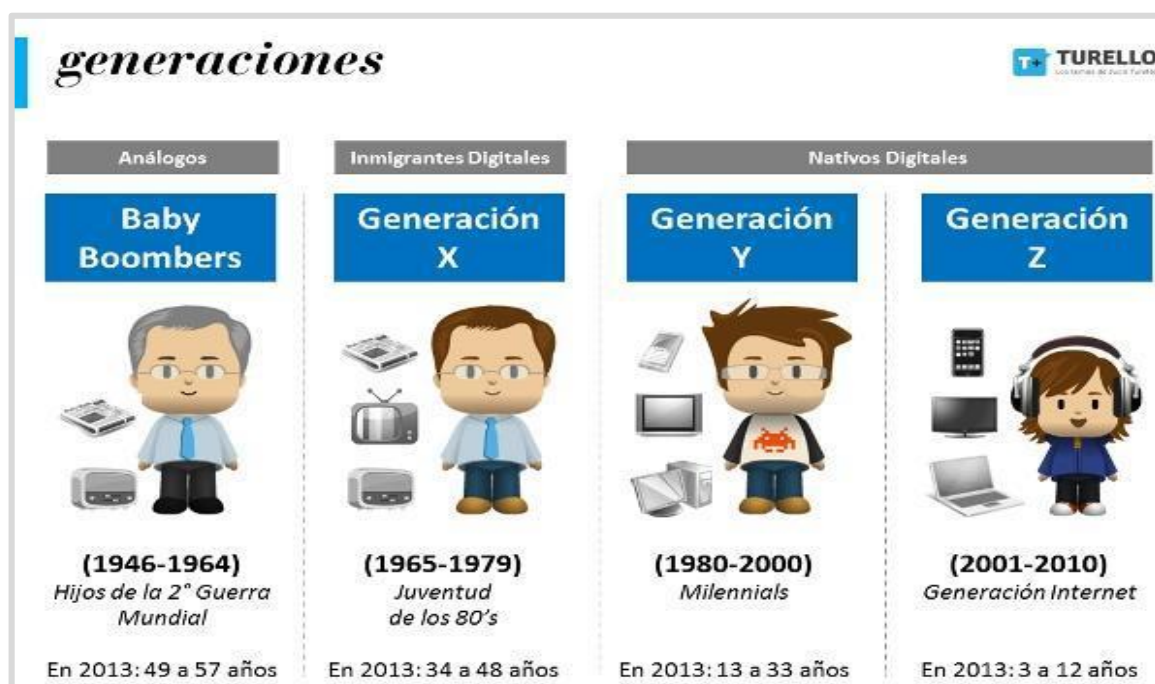 generaciones
T+ TURELLO
Análogos
Inmigrantes Digitales
Nativos Digitales
Baby
Boombers
Generación
X
Generación
Y
Generación
Z
(1946-1964)
Hijos de la 2° Guerra
Mundial
(1965-1979)
Juventud
de los 80's
(1980-2000)
Milennials
(2001-2010)
Generación Internet
En 2013: 49 a 57 años
En 2013: 34 a 48 años
En 2013: 13 a 33 años
En 2013: 3 a 12 años